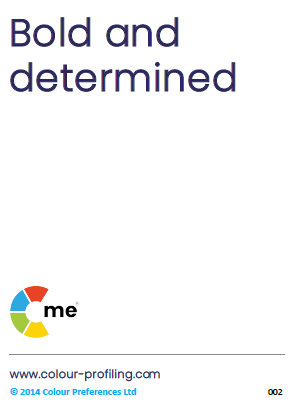 Bold and
determined
me
www.colour-profiling.com
© 2014 Colour Preferences Ltd 002